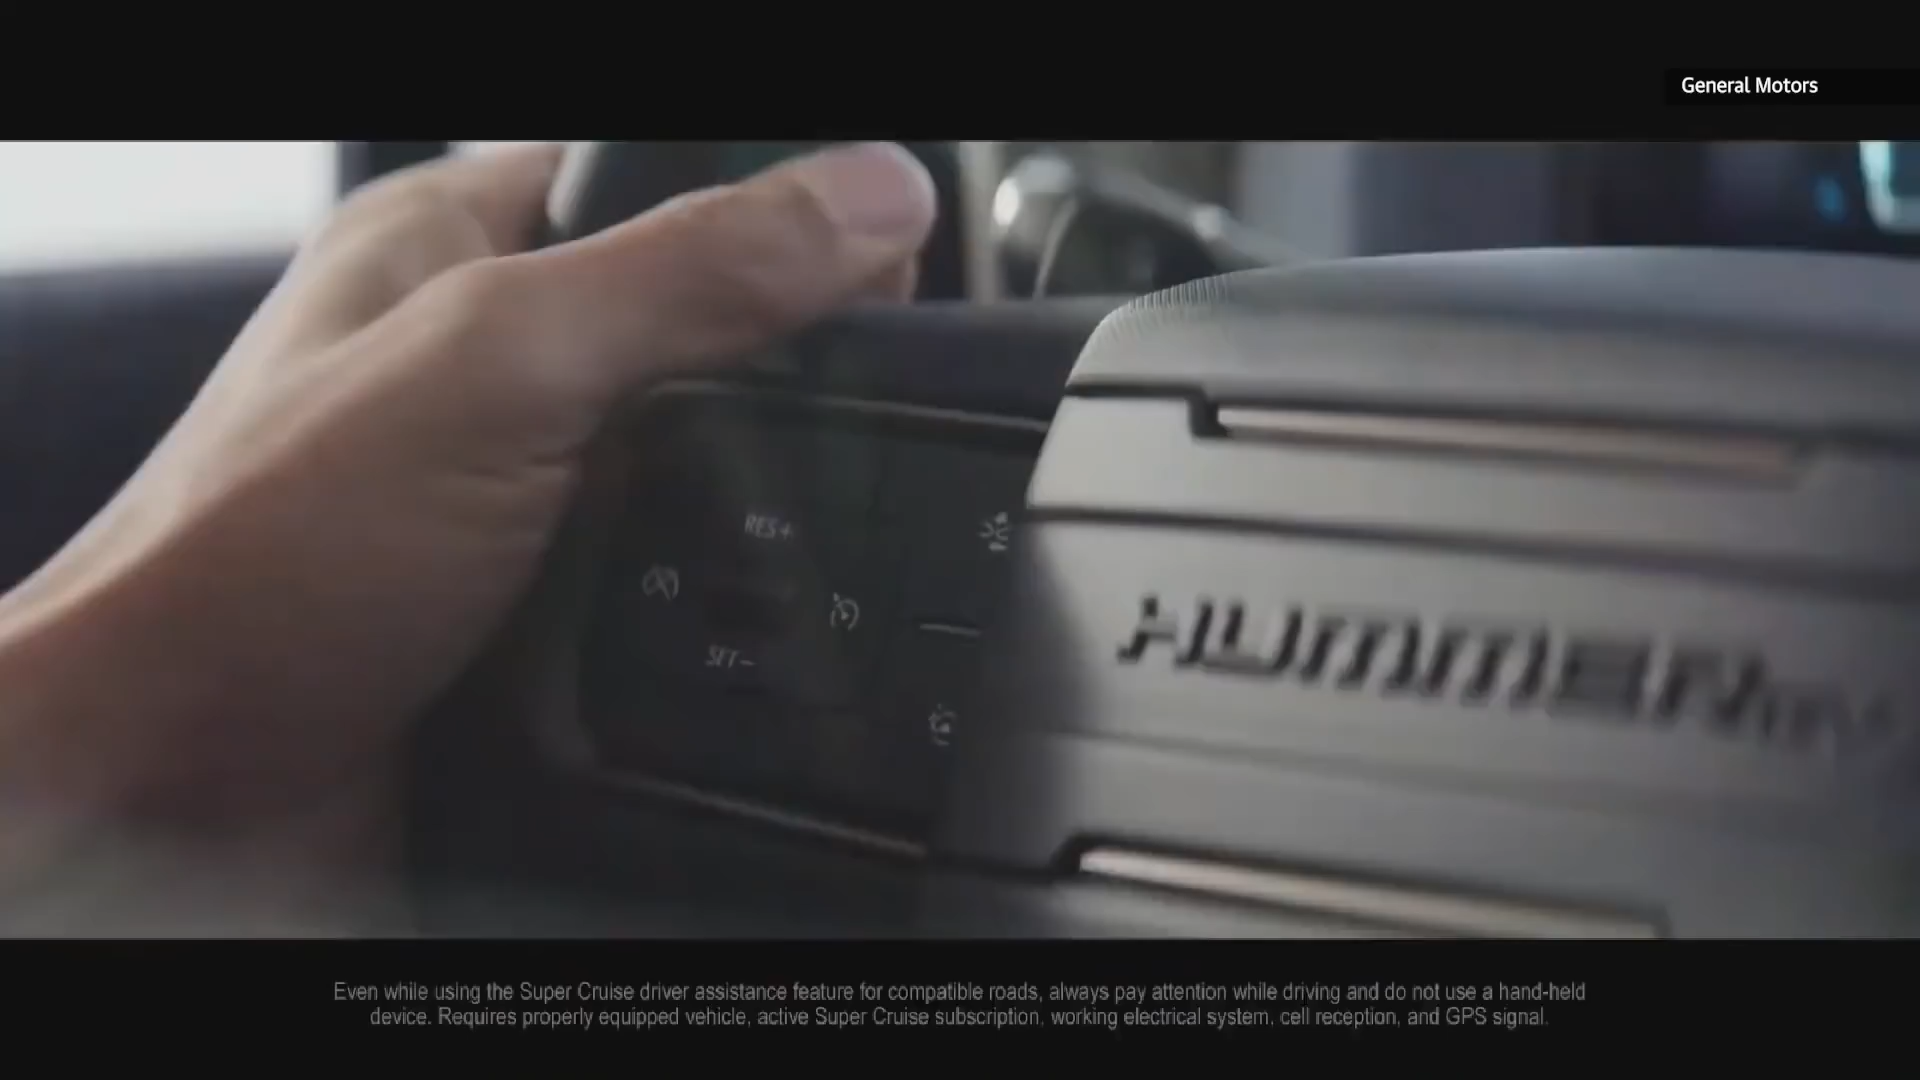 General Motors
RES+
SET-
HUMMER EV
Even while using the Super Cruise driver assistance feature for compatible roads, always pay attention while driving and do not use a hand-held
device. Requires properly equipped vehicle, active Super Cruise subscription, working electrical system, cell reception, and GPS signal.